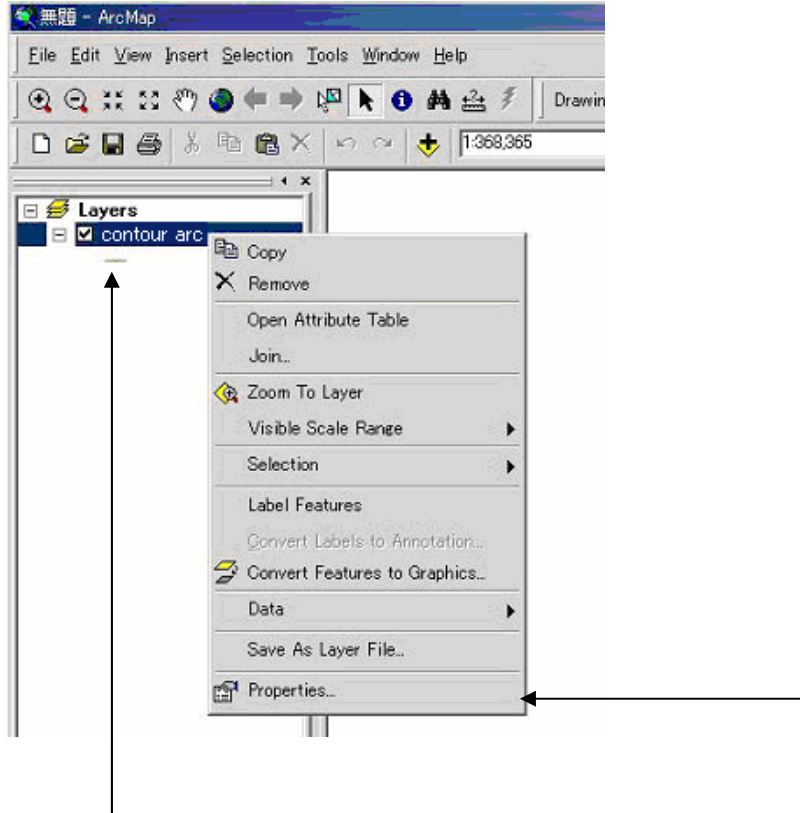 無題 - ArcMap
File Edit View Insert Selection Tools Window Help
Drawin
1:368,365
Layers
contour arc
Copy
Remove
Open Attribute Table
Join...
Zoom To Layer
Visible Scale Range
Selection
Label Features
Convert Labels to Annotation...
Convert Features to Graphics...
Data
Save As Layer File...
Properties...